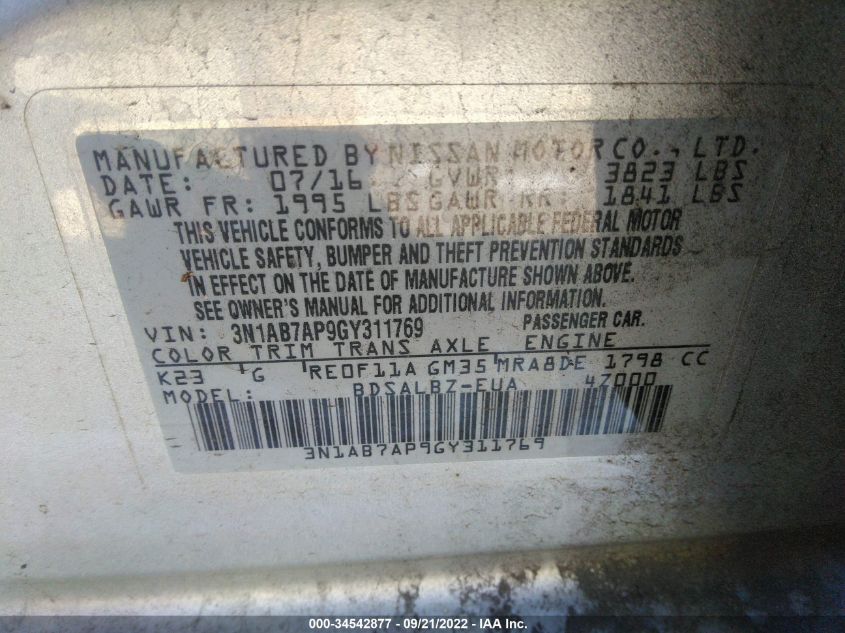 MANUFACTURED BY NISSAN MOTOR CO., LTD.
DATE: 07/16 GVWR 3823 LBS
GAWR FR: 1995 LBS GAWR RR: 1841 LBS
THIS VEHICLE CONFORMS TO ALL APPLICABLE FEDERAL MOTOR
VEHICLE SAFETY, BUMPER AND THEFT PREVENTION STANDARDS
IN EFFECT ON THE DATE OF MANUFACTURE SHOWN ABOVE.
SEE OWNER'S MANUAL FOR ADDITIONAL INFORMATION.
VIN: 3N1AB7AP9GY311769 PASSENGER CAR.
COLOR TRIM TRANS AXLE ENGINE
K23 G RE0F11A GM35 MRA8DE 1798 CC
MODEL: BDSALBZ-EUA 47000
3N1AB7AP9GY311769
000-34542877 - 09/21/2022 - IAA Inc.